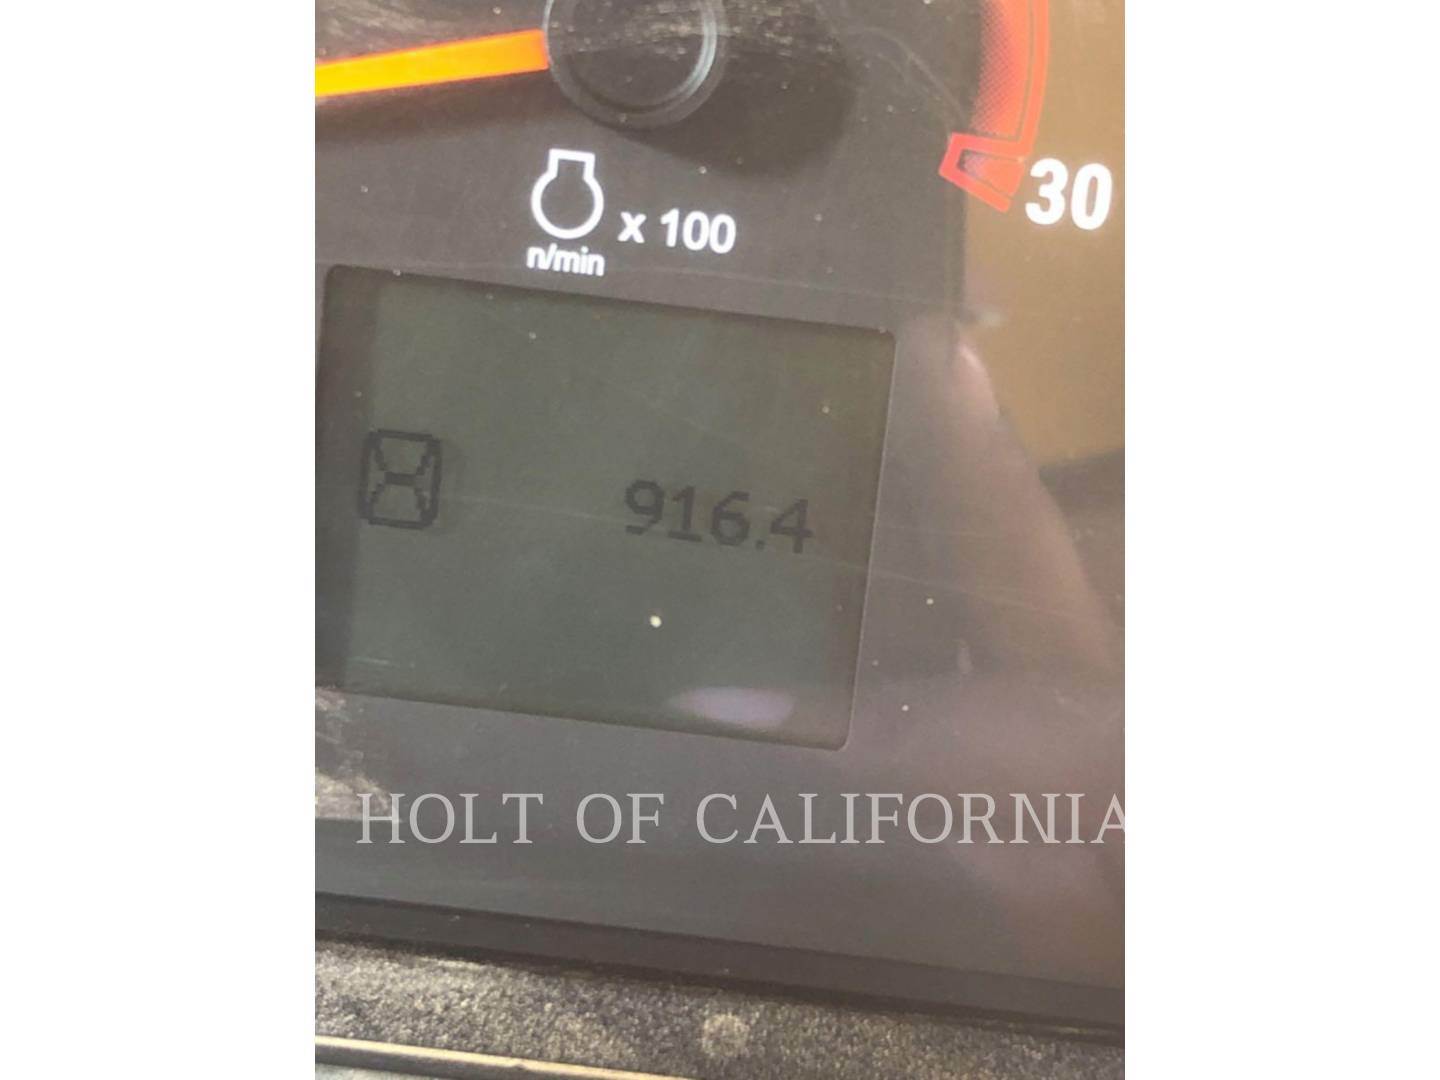 30
x 100
n/min
916.4
HOLT OF CALIFORNIA